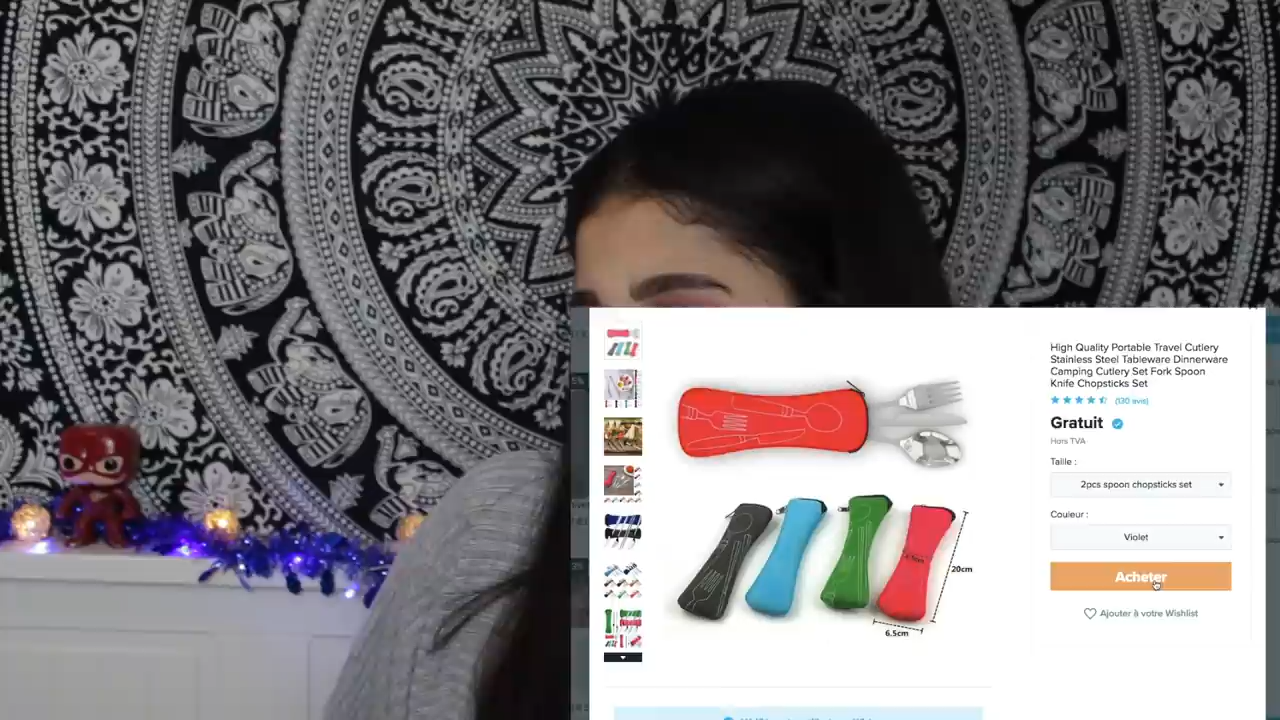 High Quality Portable Travel Cutlery
Stainless Steel Tableware Dinnerware
Camping Cutlery Set Fork Spoon
Knife Chopsticks Set
(130 avis)
Gratuit
Hors TVA
Taille :
2pcs spoon chopsticks set
Couleur :
Violet
Acheter
Ajouter à votre Wishlist
20cm
6.5cm